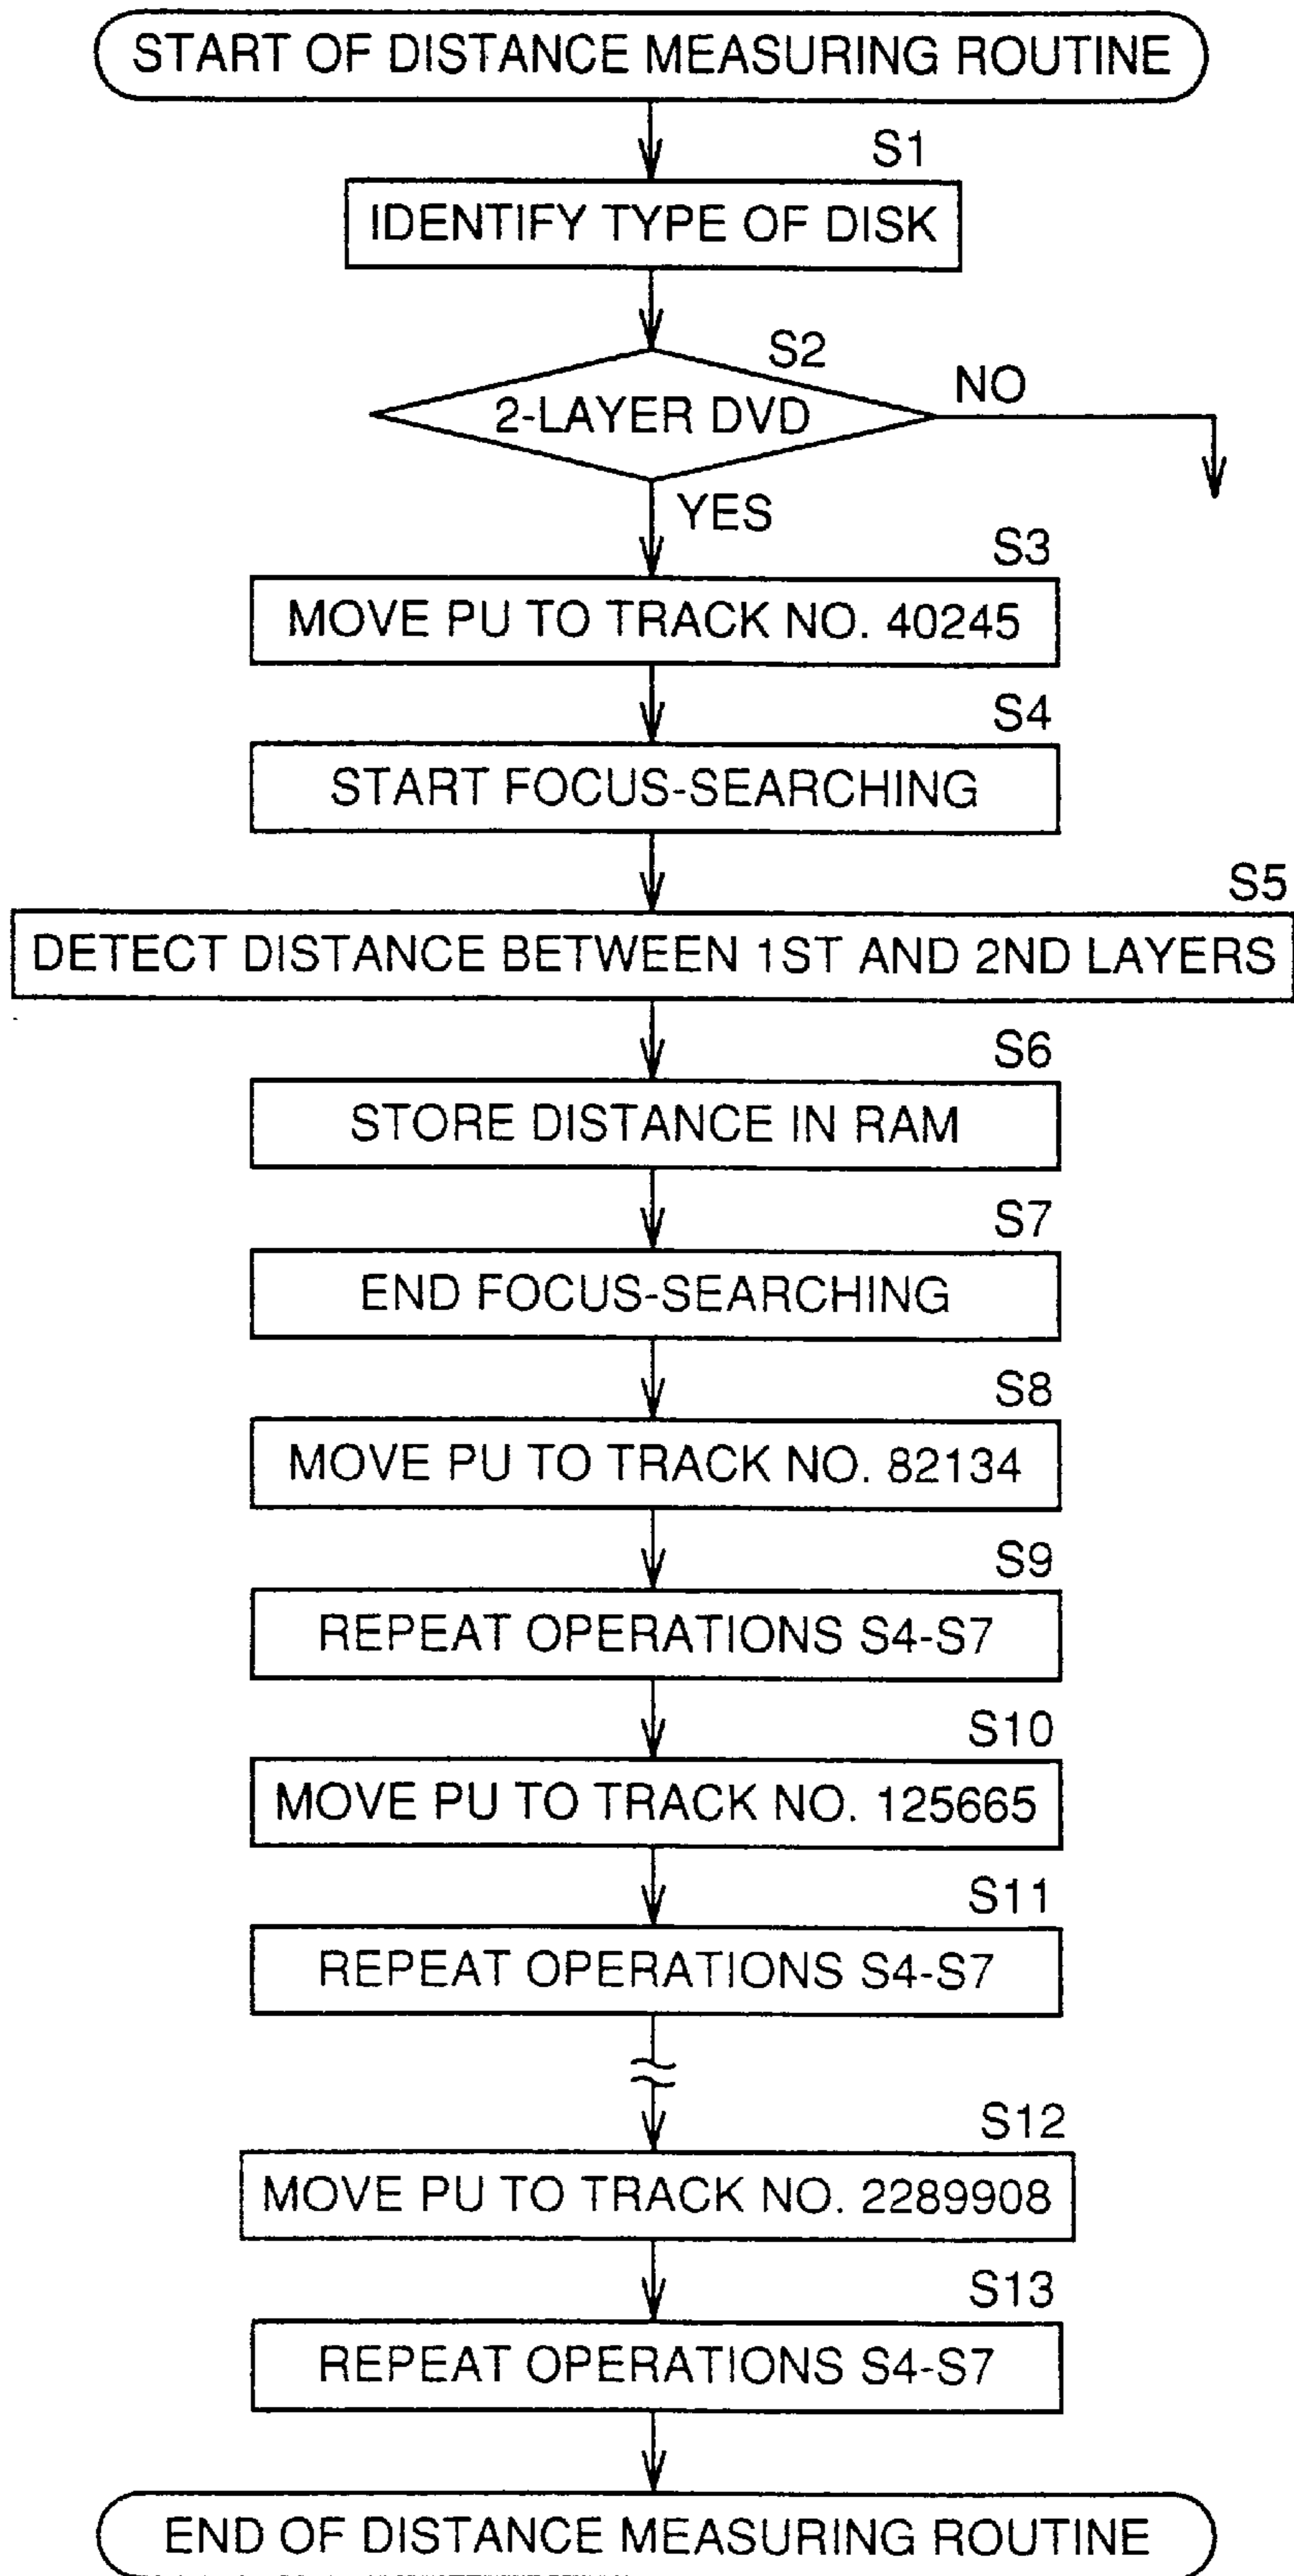 START OF DISTANCE MEASURING ROUTINE
S1
IDENTIFY TYPE OF DISK
S2
2-LAYER DVD
NO
YES
S3
MOVE PU TO TRACK NO. 40245
S4
START FOCUS-SEARCHING
S5
DETECT DISTANCE BETWEEN 1ST AND 2ND LAYERS
S6
STORE DISTANCE IN RAM
S7
END FOCUS-SEARCHING
S8
MOVE PU TO TRACK NO. 82134
S9
REPEAT OPERATIONS S4-S7
S10
MOVE PU TO TRACK NO. 125665
S11
REPEAT OPERATIONS S4-S7
S12
MOVE PU TO TRACK NO. 2289908
S13
REPEAT OPERATIONS S4-S7
END OF DISTANCE MEASURING ROUTINE